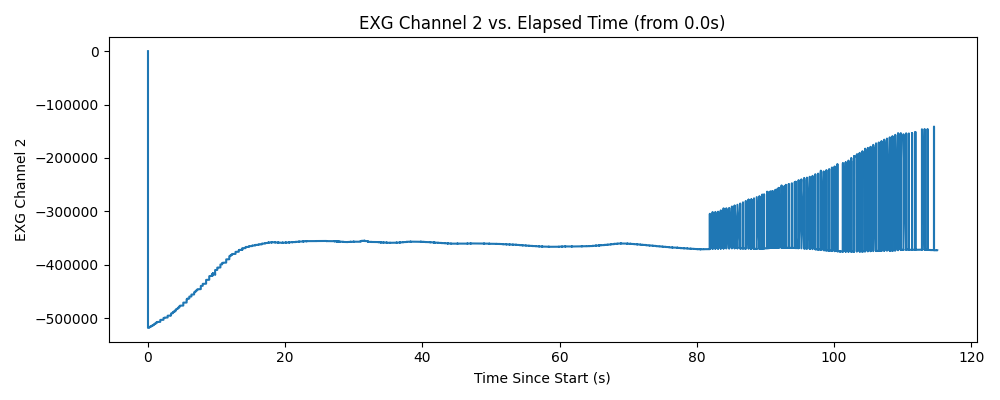 EXG Channel 2 vs. Elapsed Time (from 0.0s)
EXG Channel 2
0
−100000
−200000
−300000
−400000
−500000
0 20 40 60 80 100 120
Time Since Start (s)